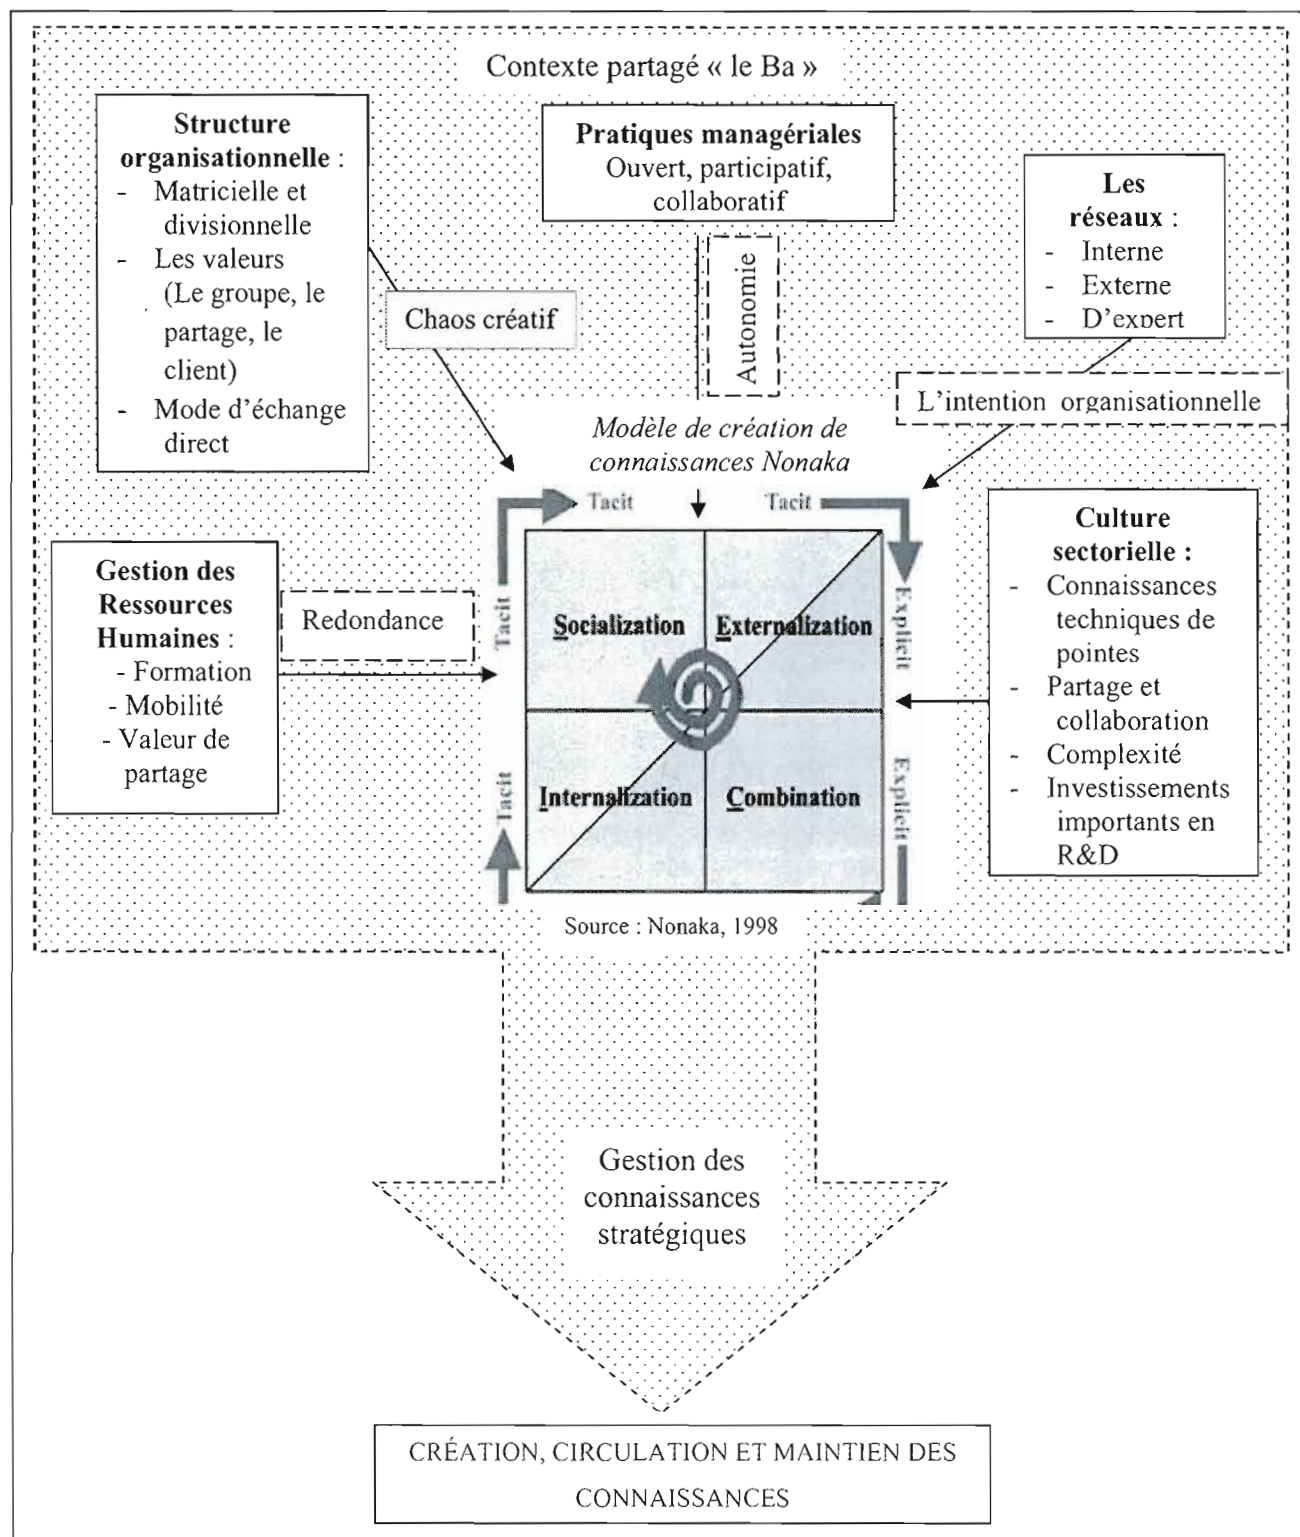 Contexte partagé « le Ba »
Structure
organisationnelle :
- Matricielle et
divisionnelle
- Les valeurs
(Le groupe, le
partage, le
client)
- Mode d'échange
direct
Pratiques managériales
Ouvert, participatif,
collaboratif
Les
réseaux :
- Interne
- Externe
- D'expert
Chaos créatif
Autonomie
L'intention organisationnelle
Modèle de création de
connaissances Nonaka
Gestion des
Ressources
Humaines :
- Formation
- Mobilité
- Valeur de
partage
Redondance
Tacit
Tacit
Tacit
Explicit
Socialization
Externalization
Tacit
Explicit
Internalization
Combination
Culture
sectorielle :
- Connaissances
techniques de
pointes
- Partage et
collaboration
- Complexité
- Investissements
importants en
R&D
Source : Nonaka, 1998
Gestion des
connaissances
stratégiques
CRÉATION, CIRCULATION ET MAINTIEN DES
CONNAISSANCES